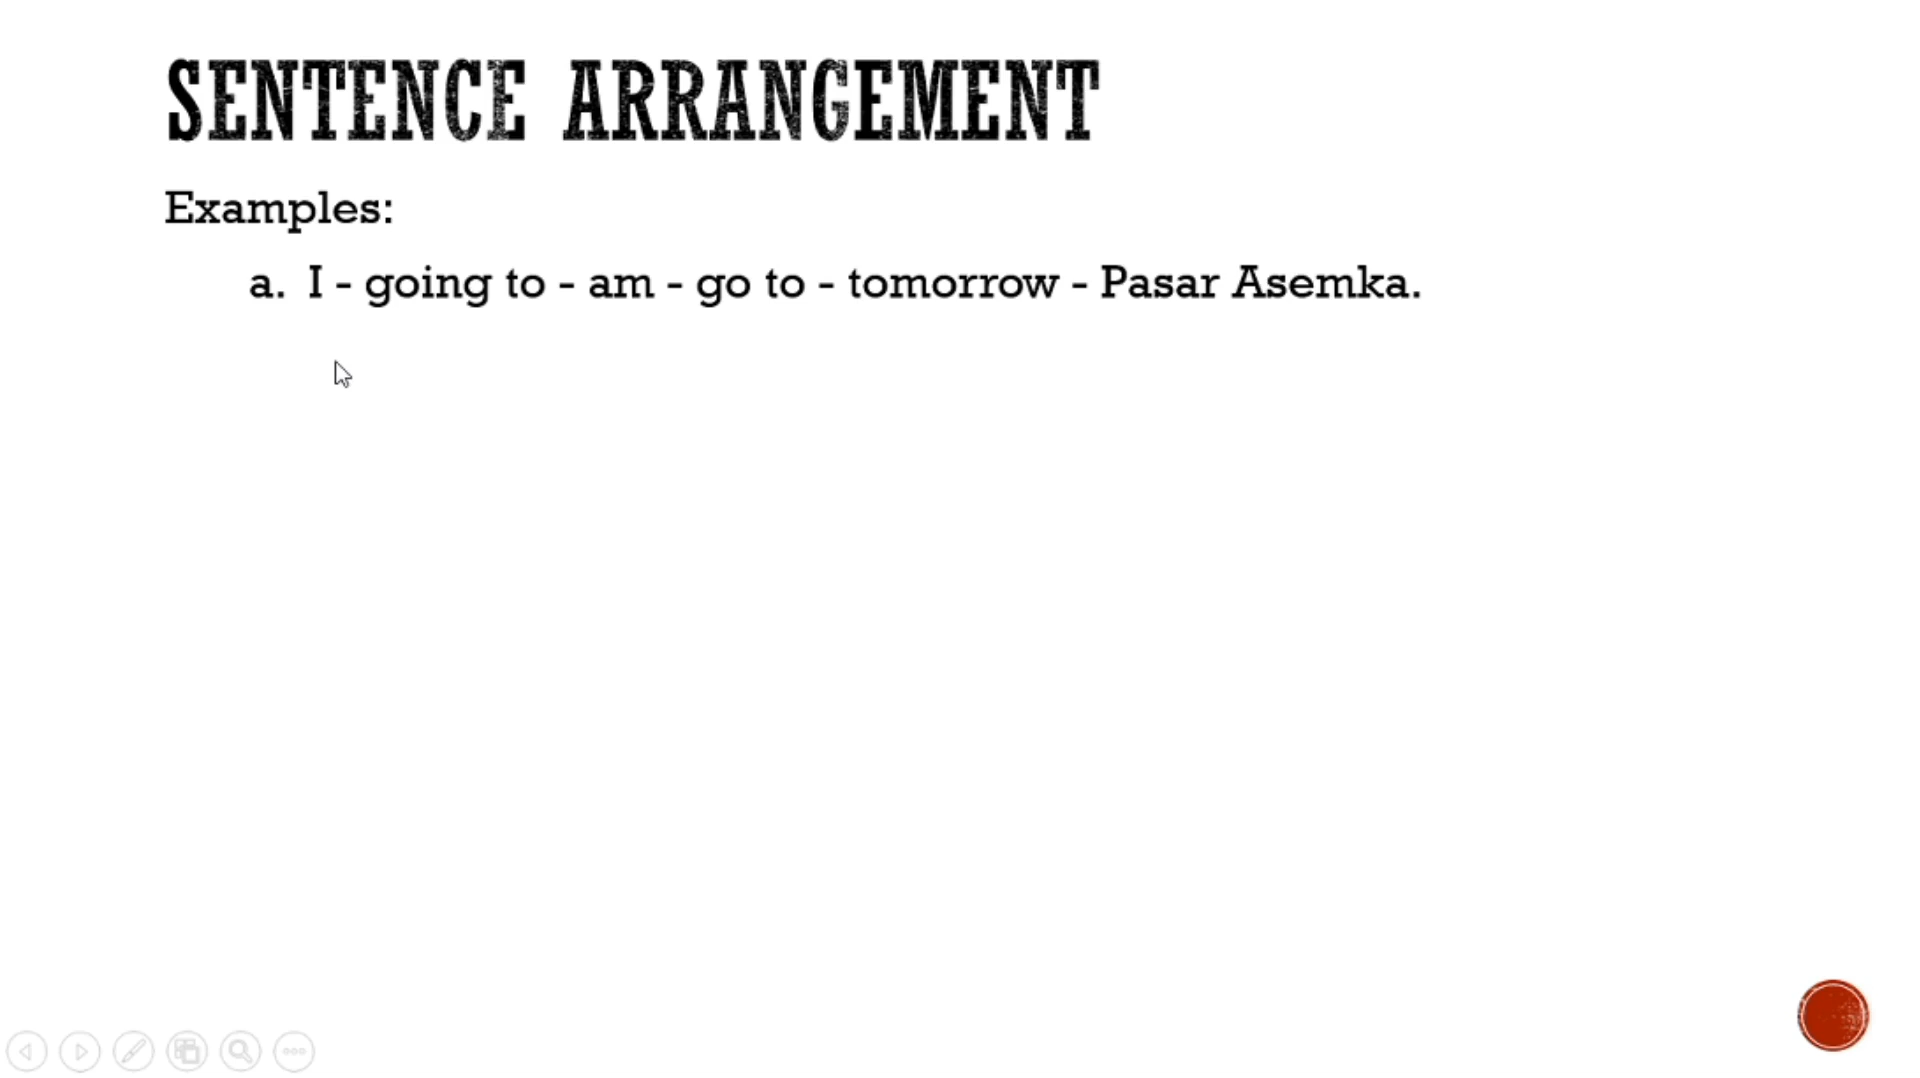 SENTENCE ARRANGEMENT
Examples:
a. I - going to - am - go to - tomorrow - Pasar Asemka.